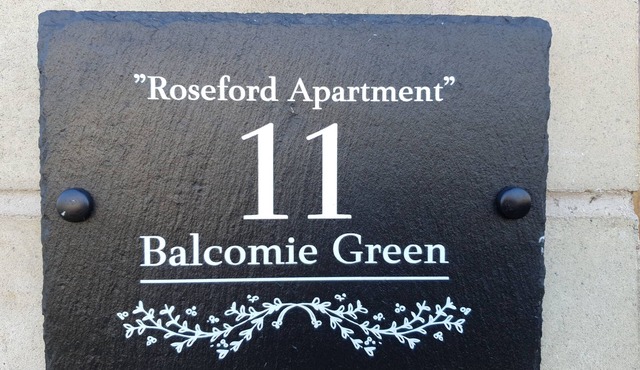 ”Roseford Apartment”
11
Balcomie Green